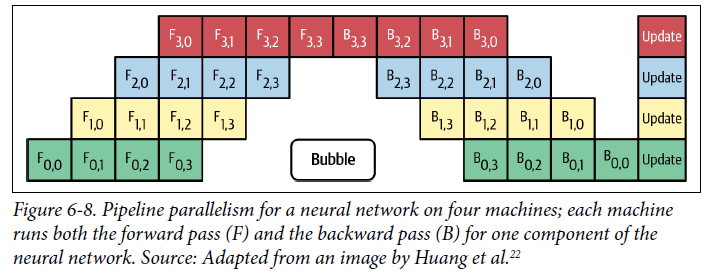 F3,0 F3,1 F3,2 F3,3 B3,3 B3,2 B3,1 B3,0 Update
F2,0 F2,1 F2,2 F2,3 B2,3 B2,2 B2,1 B2,0 Update
F1,0 F1,1 F1,2 F1,3 B1,3 B1,2 B1,1 B1,0 Update
F0,0 F0,1 F0,2 F0,3 Bubble B0,3 B0,2 B0,1 B0,0 Update
Figure 6-8. Pipeline parallelism for a neural network on four machines; each machine
runs both the forward pass (F) and the backward pass (B) for one component of the
neural network. Source: Adapted from an image by Huang et al.22